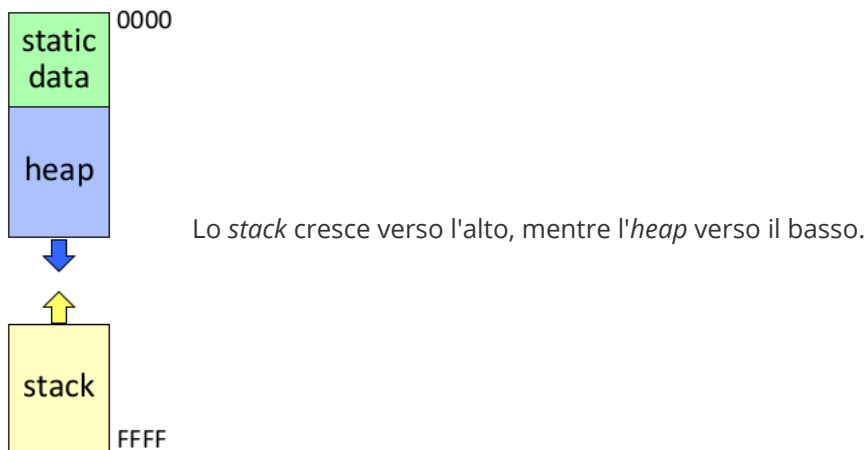 0000
static
data
heap
Lo stack cresce verso l'alto, mentre l'heap verso il basso.
stack
FFFF